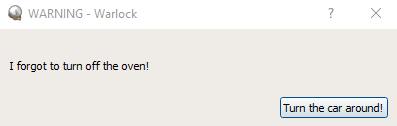 WARNING - Warlock
I forgot to turn off the oven!
Turn the car around!